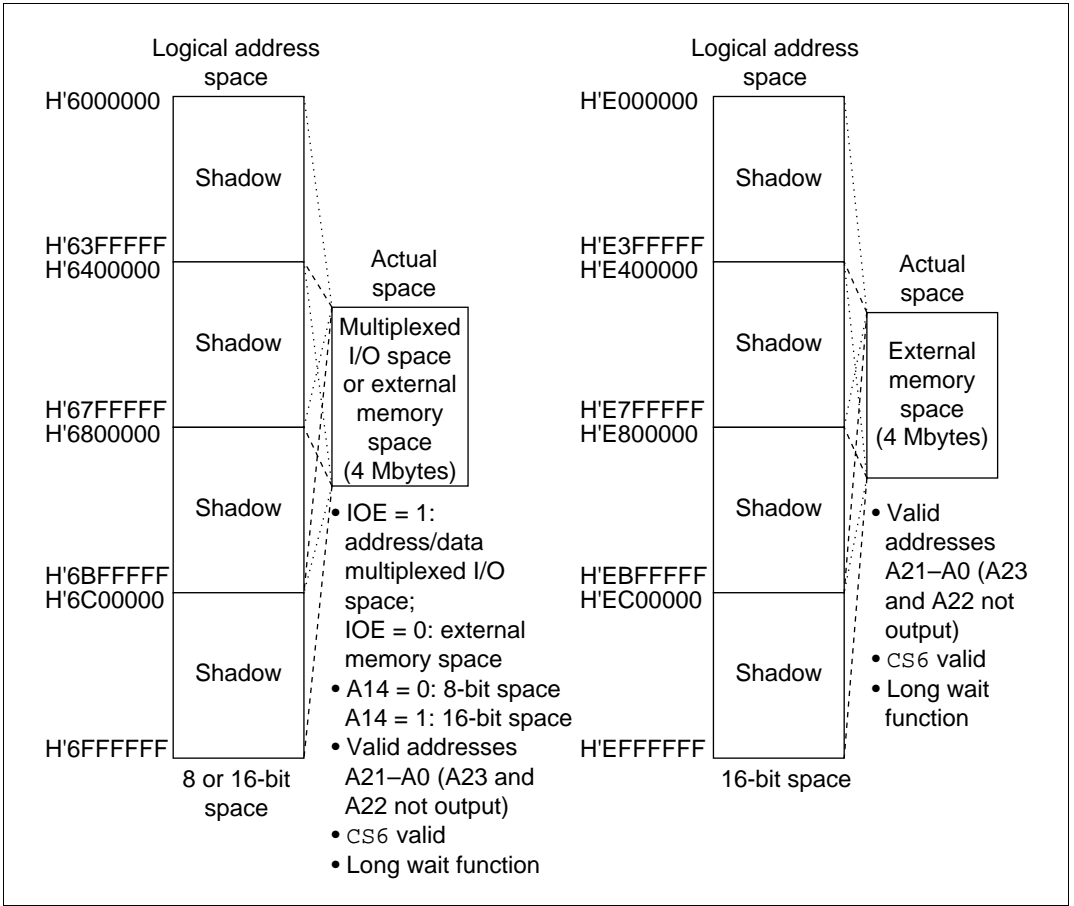 Logical address
space
H'6000000
Shadow
H'63FFFFF
H'6400000
Shadow
H'67FFFFF
H'6800000
Shadow
H'6BFFFFF
H'6C00000
Shadow
H'6FFFFFF
8 or 16-bit
space
Actual
space
Multiplexed
I/O space
or external
memory
space
(4 Mbytes)
• IOE = 1:
address/data
multiplexed I/O
space;
IOE = 0: external
memory space
• A14 = 0: 8-bit space
A14 = 1: 16-bit space
• Valid addresses
A21–A0 (A23 and
A22 not output)
• CS6 valid
• Long wait function
Logical address
space
H'E000000
Shadow
H'E3FFFFF
H'E400000
Shadow
H'E7FFFFF
H'E800000
Shadow
H'EBFFFFF
H'EC00000
Shadow
H'EFFFFFF
16-bit space
Actual
space
External
memory
space
(4 Mbytes)
• Valid
addresses
A21–A0 (A23
and A22 not
output)
• CS6 valid
• Long wait
function